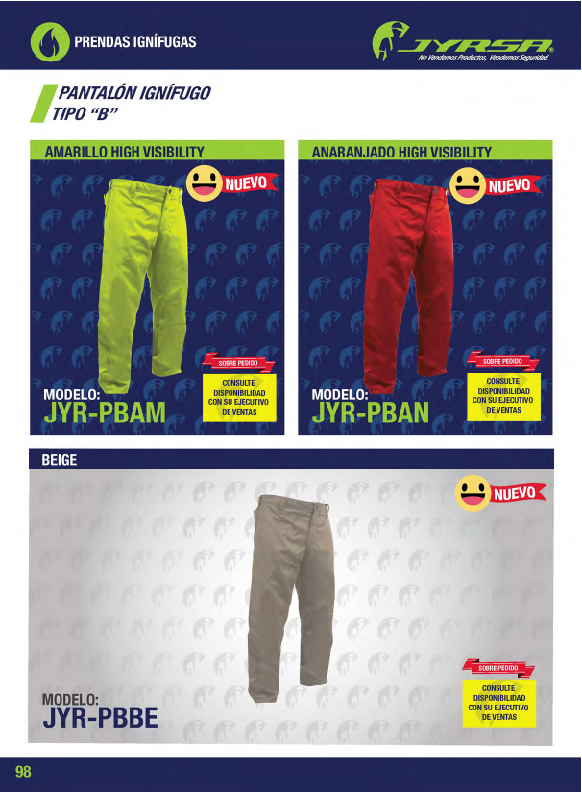 PRENDAS IGNÍFUGAS
JYRSA®
No Vendemos Productos, Vendemos Seguridad.
PANTALÓN IGNÍFUGO
TIPO “B”
AMARILLO HIGH VISIBILITY
NUEVO
SOBRE PEDIDO
CONSULTE
DISPONIBILIDAD
CON SU EJECUTIVO
DE VENTAS
MODELO:
JYR-PBAM
ANARANJADO HIGH VISIBILITY
NUEVO
SOBRE PEDIDO
CONSULTE
DISPONIBILIDAD
CON SU EJECUTIVO
DE VENTAS
MODELO:
JYR-PBAN
BEIGE
NUEVO
SOBRE PEDIDO
CONSULTE
DISPONIBILIDAD
CON SU EJECUTIVO
DE VENTAS
MODELO:
JYR-PBBE
98